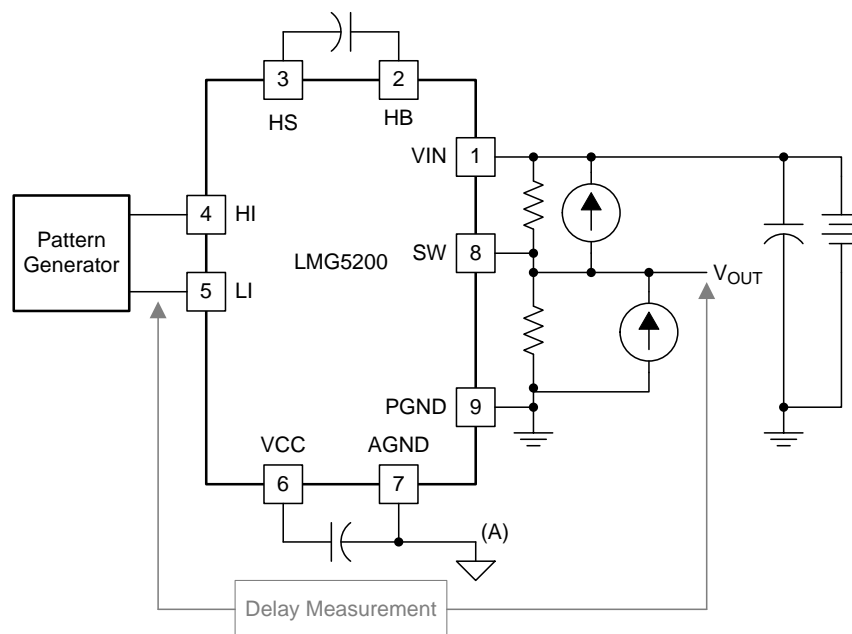 3
2
HS
HB
VIN
1
Pattern
Generator
4
HI
LMG5200
SW
8
VOUT
5
LI
PGND
9
VCC
AGND
6
7
(A)
Delay Measurement